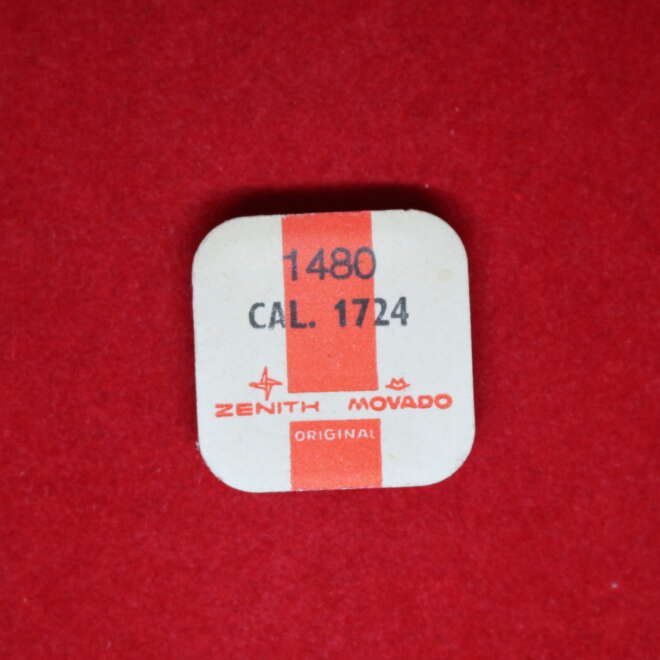 1480
CAL. 1724
ZENITH MOVADO
ORIGINAL